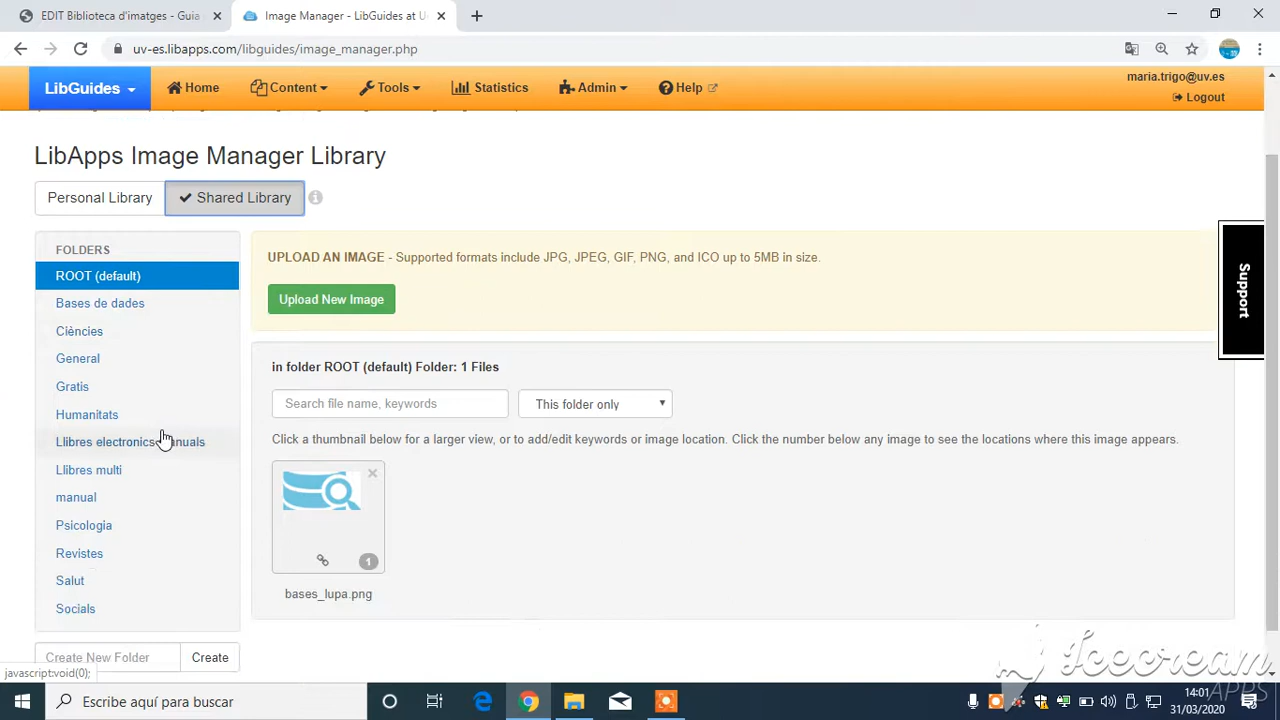 EDIT Biblioteca d'imatges - Guia
Image Manager - LibGuides at U
uv-es.libapps.com/libguides/image_manager.php
LibGuides
Home
Content
Tools
Statistics
Admin
Help
maria.trigo@uv.es
Logout
LibApps Image Manager Library
Personal Library
Shared Library
FOLDERS
ROOT (default)
Bases de dades
Ciències
General
Gratis
Humanitats
Llibres electronics
Llibres multi
manual
Psicologia
Revistes
Salut
Socials
Create New Folder
Create
UPLOAD AN IMAGE - Supported formats include JPG, JPEG, GIF, PNG, and ICO up to 5MB in size.
Upload New Image
in folder ROOT (default) Folder: 1 Files
Search file name, keywords
This folder only
Click a thumbnail below for a larger view, or to add/edit keywords or image location. Click the number below any image to see the locations where this image appears.
1
bases_lupa.png
Support
javascript:void(0);
Icecream
APPS
Escribe aquí para buscar
14:01
31/03/2020